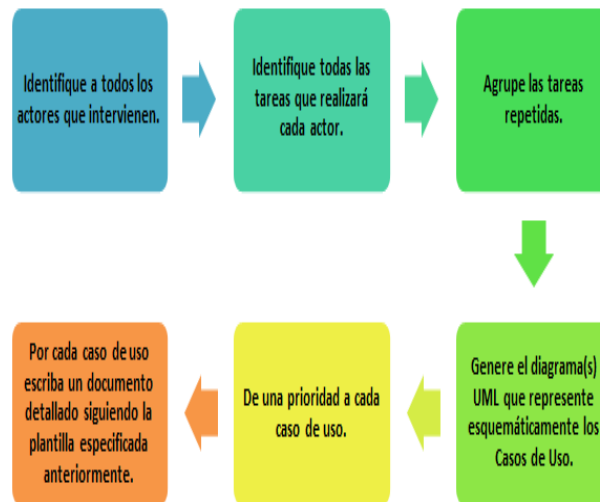 Identifique a todos los
actores que intervienen.
Identifique todas las
tareas que realizará
cada actor.
Agrupe las tareas
repetidas.
Genere el diagrama(s)
UML que represente
esquemáticamente los
Casos de Uso.
De una prioridad a cada
caso de uso.
Por cada caso de uso
escriba un documento
detallado siguiendo la
plantilla especificada
anteriormente.